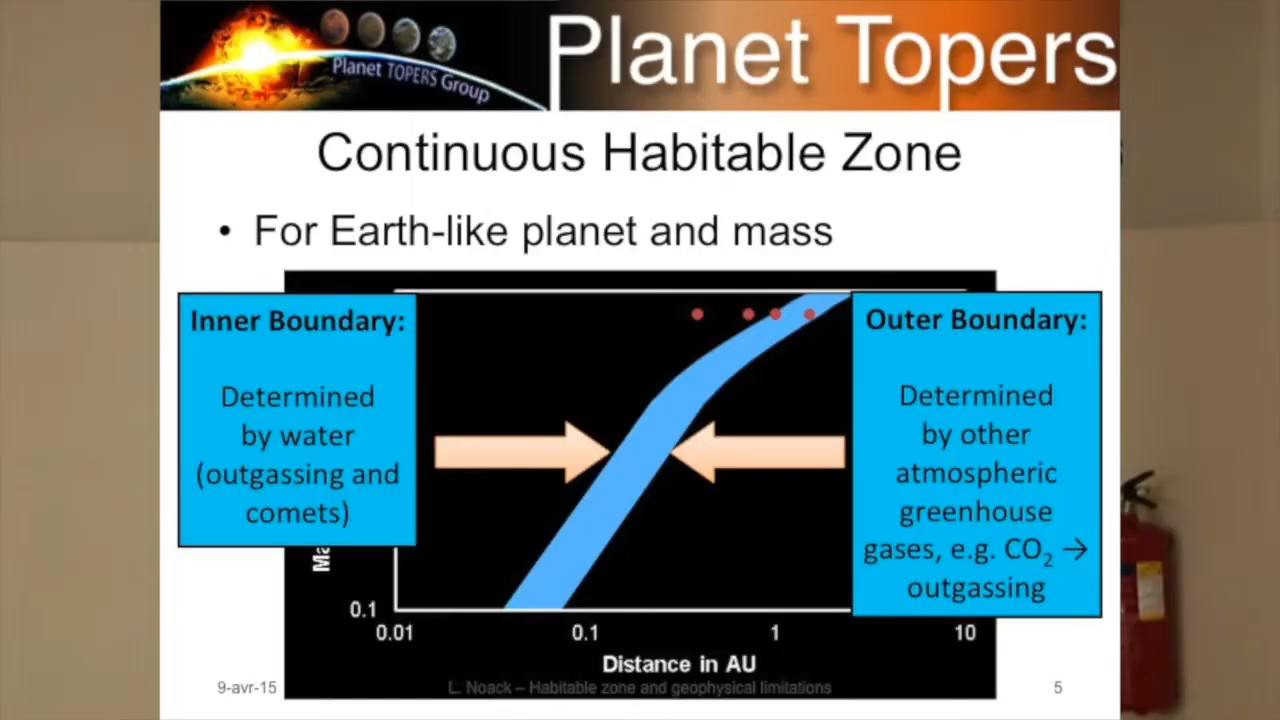 Planet TOPERS Group
Planet Topers
Continuous Habitable Zone
• For Earth-like planet and mass
Inner Boundary:
Determined
by water
(outgassing and
comets)
Outer Boundary:
Determined
by other
atmospheric
greenhouse
gases, e.g. CO₂ →
outgassing
0.1
0.01
0.1
1
10
Distance in AU
9-avr-15
L. Noack – Habitable zone and geophysical limitations
5